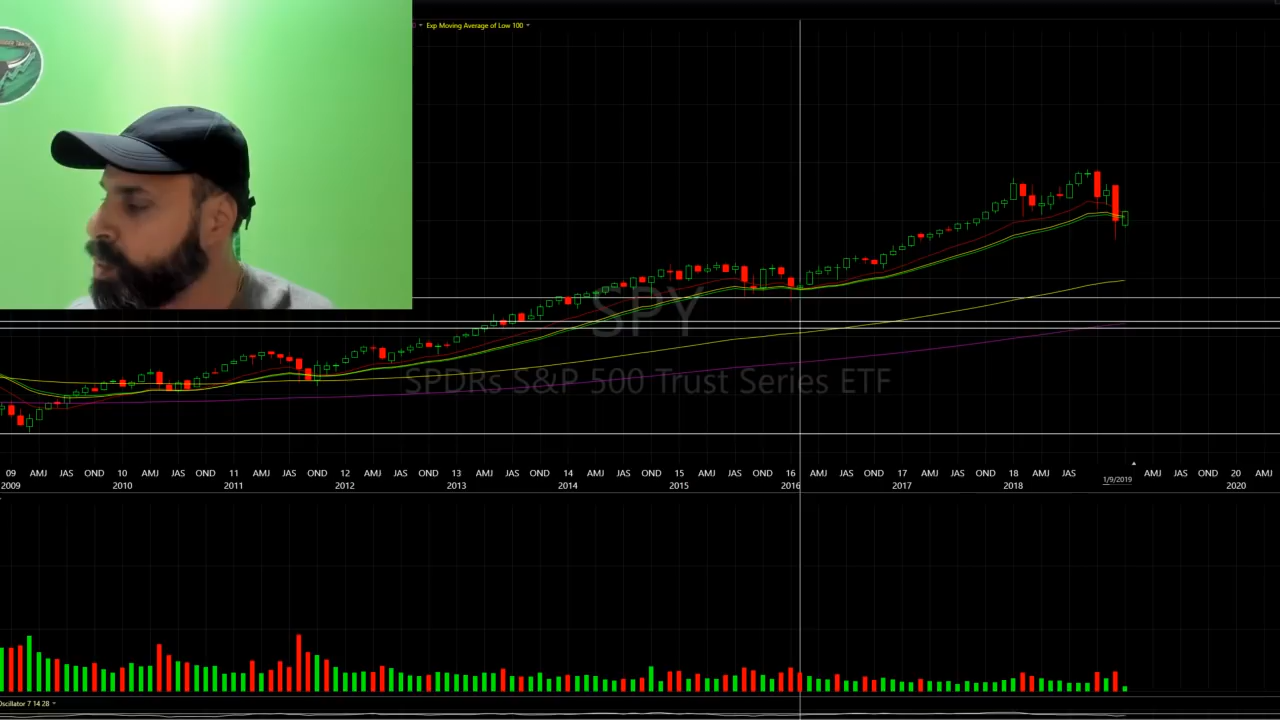 Exp Moving Average of Low 100
SPY
SPDRs S&P 500 Trust Series ETF
09 AMJ JAS OND 10 AMJ JAS OND 11 AMJ JAS OND 12 AMJ JAS OND 13 AMJ JAS OND 14 AMJ JAS OND 15 AMJ JAS OND 16 AMJ JAS OND 17 AMJ JAS OND 18 AMJ JAS AMJ JAS OND 20 AMJ
2009 2010 2011 2012 2013 2014 2015 2016 2017 2018 1/9/2019 2020
Oscillator 7 14 28